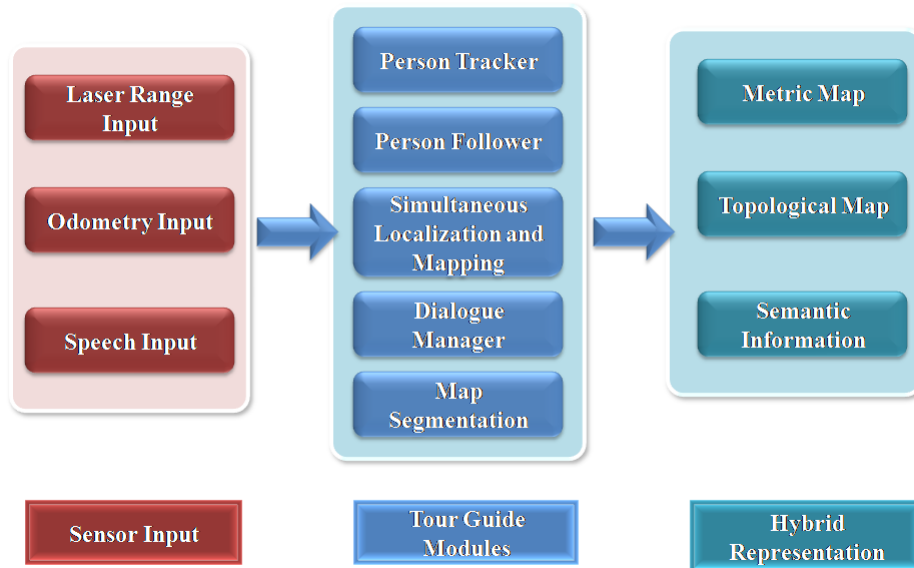 Laser Range
Input
Odometry Input
Speech Input
Person Tracker
Person Follower
Simultaneous
Localization and
Mapping
Dialogue
Manager
Map
Segmentation
Metric Map
Topological Map
Semantic
Information
Sensor Input
Tour Guide
Modules
Hybrid
Representation